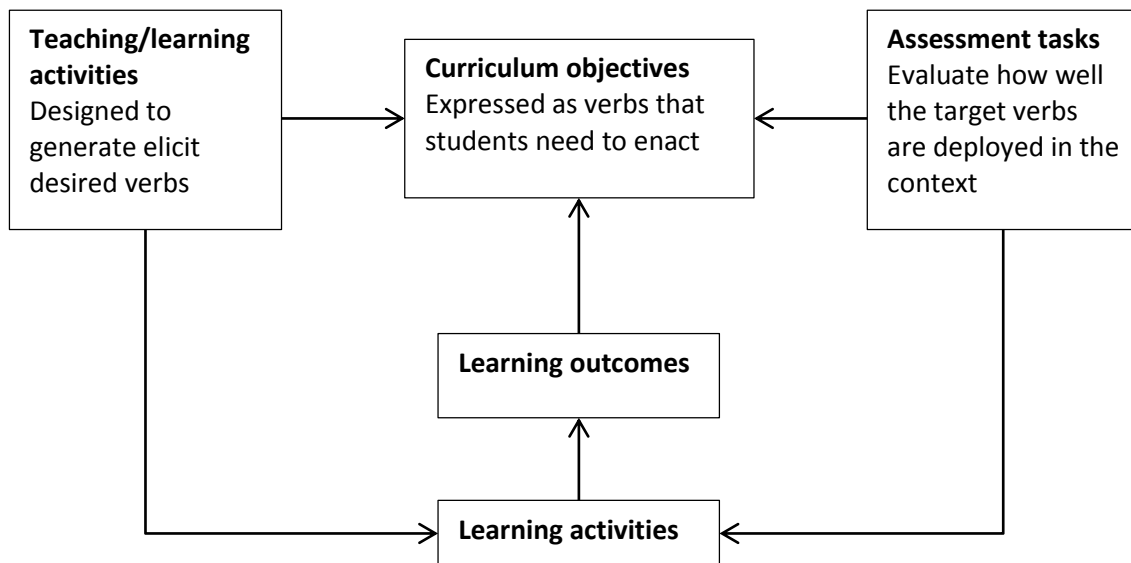 Teaching/learning
activities
Designed to
generate elicit
desired verbs
Curriculum objectives
Expressed as verbs that
students need to enact
Assessment tasks
Evaluate how well
the target verbs
are deployed in the
context
Learning outcomes
Learning activities